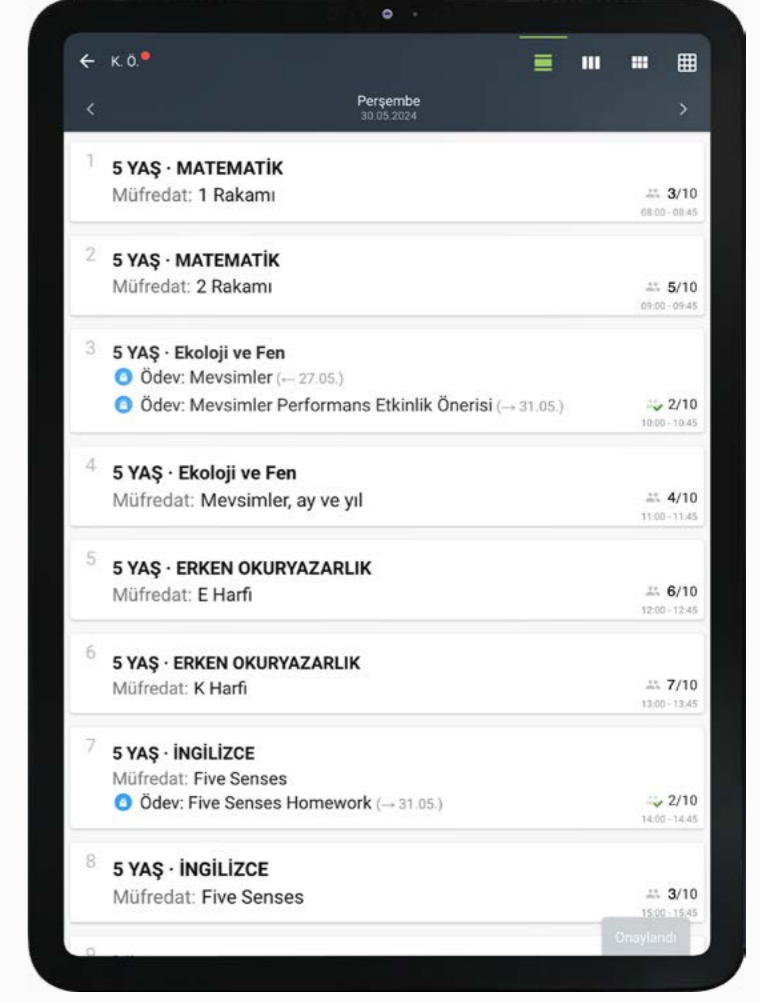 K. Ö.
Perşembe
30.05.2024
1
5 YAŞ · MATEMATİK
Müfredat: 1 Rakamı
3/10
08:00 - 08:45
2
5 YAŞ · MATEMATİK
Müfredat: 2 Rakamı
5/10
09:00 - 09:45
3
5 YAŞ · Ekoloji ve Fen
Ödev: Mevsimler (← 27.05.)
Ödev: Mevsimler Performans Etkinlik Önerisi (→ 31.05.)
2/10
10:00 - 10:45
4
5 YAŞ · Ekoloji ve Fen
Müfredat: Mevsimler, ay ve yıl
4/10
11:00 - 11:45
5
5 YAŞ · ERKEN OKURYAZARLIK
Müfredat: E Harfi
6/10
12:00 - 12:45
6
5 YAŞ · ERKEN OKURYAZARLIK
Müfredat: K Harfi
7/10
13:00 - 13:45
7
5 YAŞ · İNGİLİZCE
Müfredat: Five Senses
Ödev: Five Senses Homework (→ 31.05.)
2/10
14:00 - 14:45
8
5 YAŞ · İNGİLİZCE
Müfredat: Five Senses
3/10
15:00 - 15:45
Onaylandı